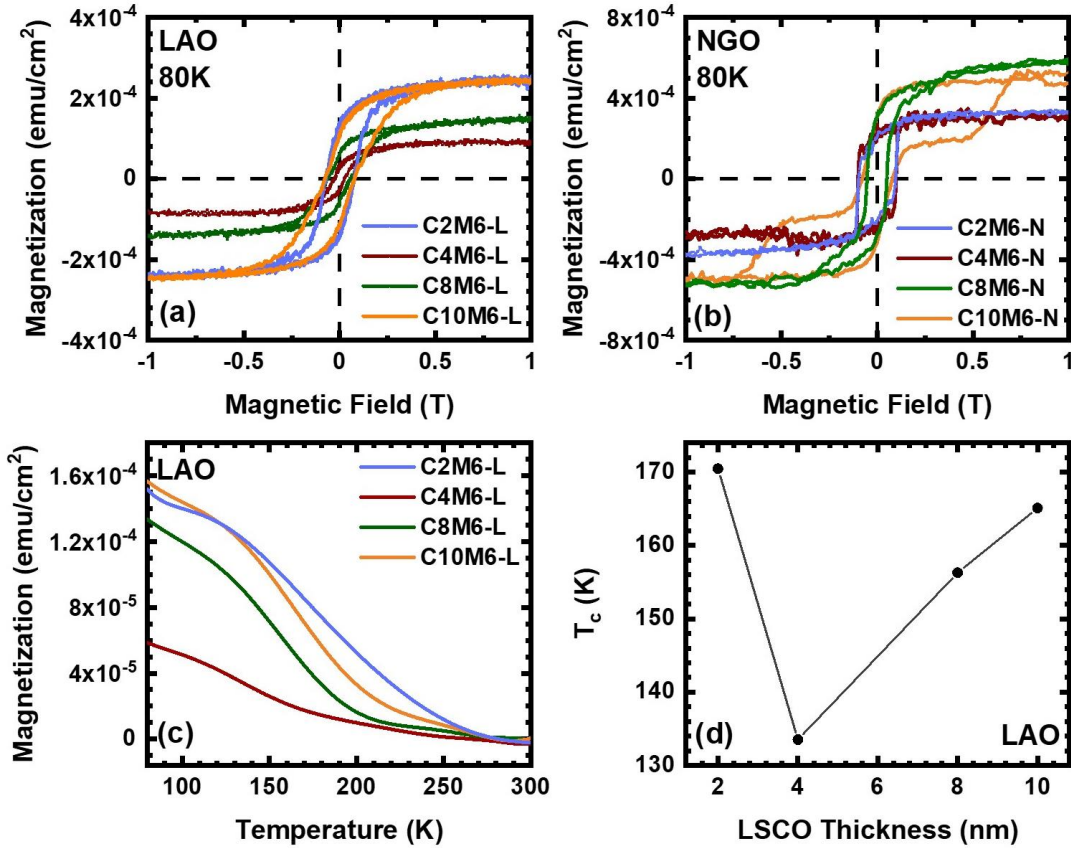 (a)
LAO
80K
4x10⁻⁴
2x10⁻⁴
0
-2x10⁻⁴
-4x10⁻⁴
Magnetization (emu/cm²)
C2M6-L
C4M6-L
C8M6-L
C10M6-L
(a)
-1
-0.5
0
0.5
1
Magnetic Field (T)
(b)
NGO
80K
8x10⁻⁴
4x10⁻⁴
0
-4x10⁻⁴
-8x10⁻⁴
Magnetization (emu/cm²)
C2M6-N
C4M6-N
C8M6-N
C10M6-N
(b)
-1
-0.5
0
0.5
1
Magnetic Field (T)
LAO
1.6x10⁻⁴
1.2x10⁻⁴
8x10⁻⁵
4x10⁻⁵
0
Magnetization (emu/cm²)
C2M6-L
C4M6-L
C8M6-L
C10M6-L
(c)
100
150
200
250
300
Temperature (K)
170
160
150
140
130
T_c (K)
(d)
LAO
2
4
6
8
10
LSCO Thickness (nm)